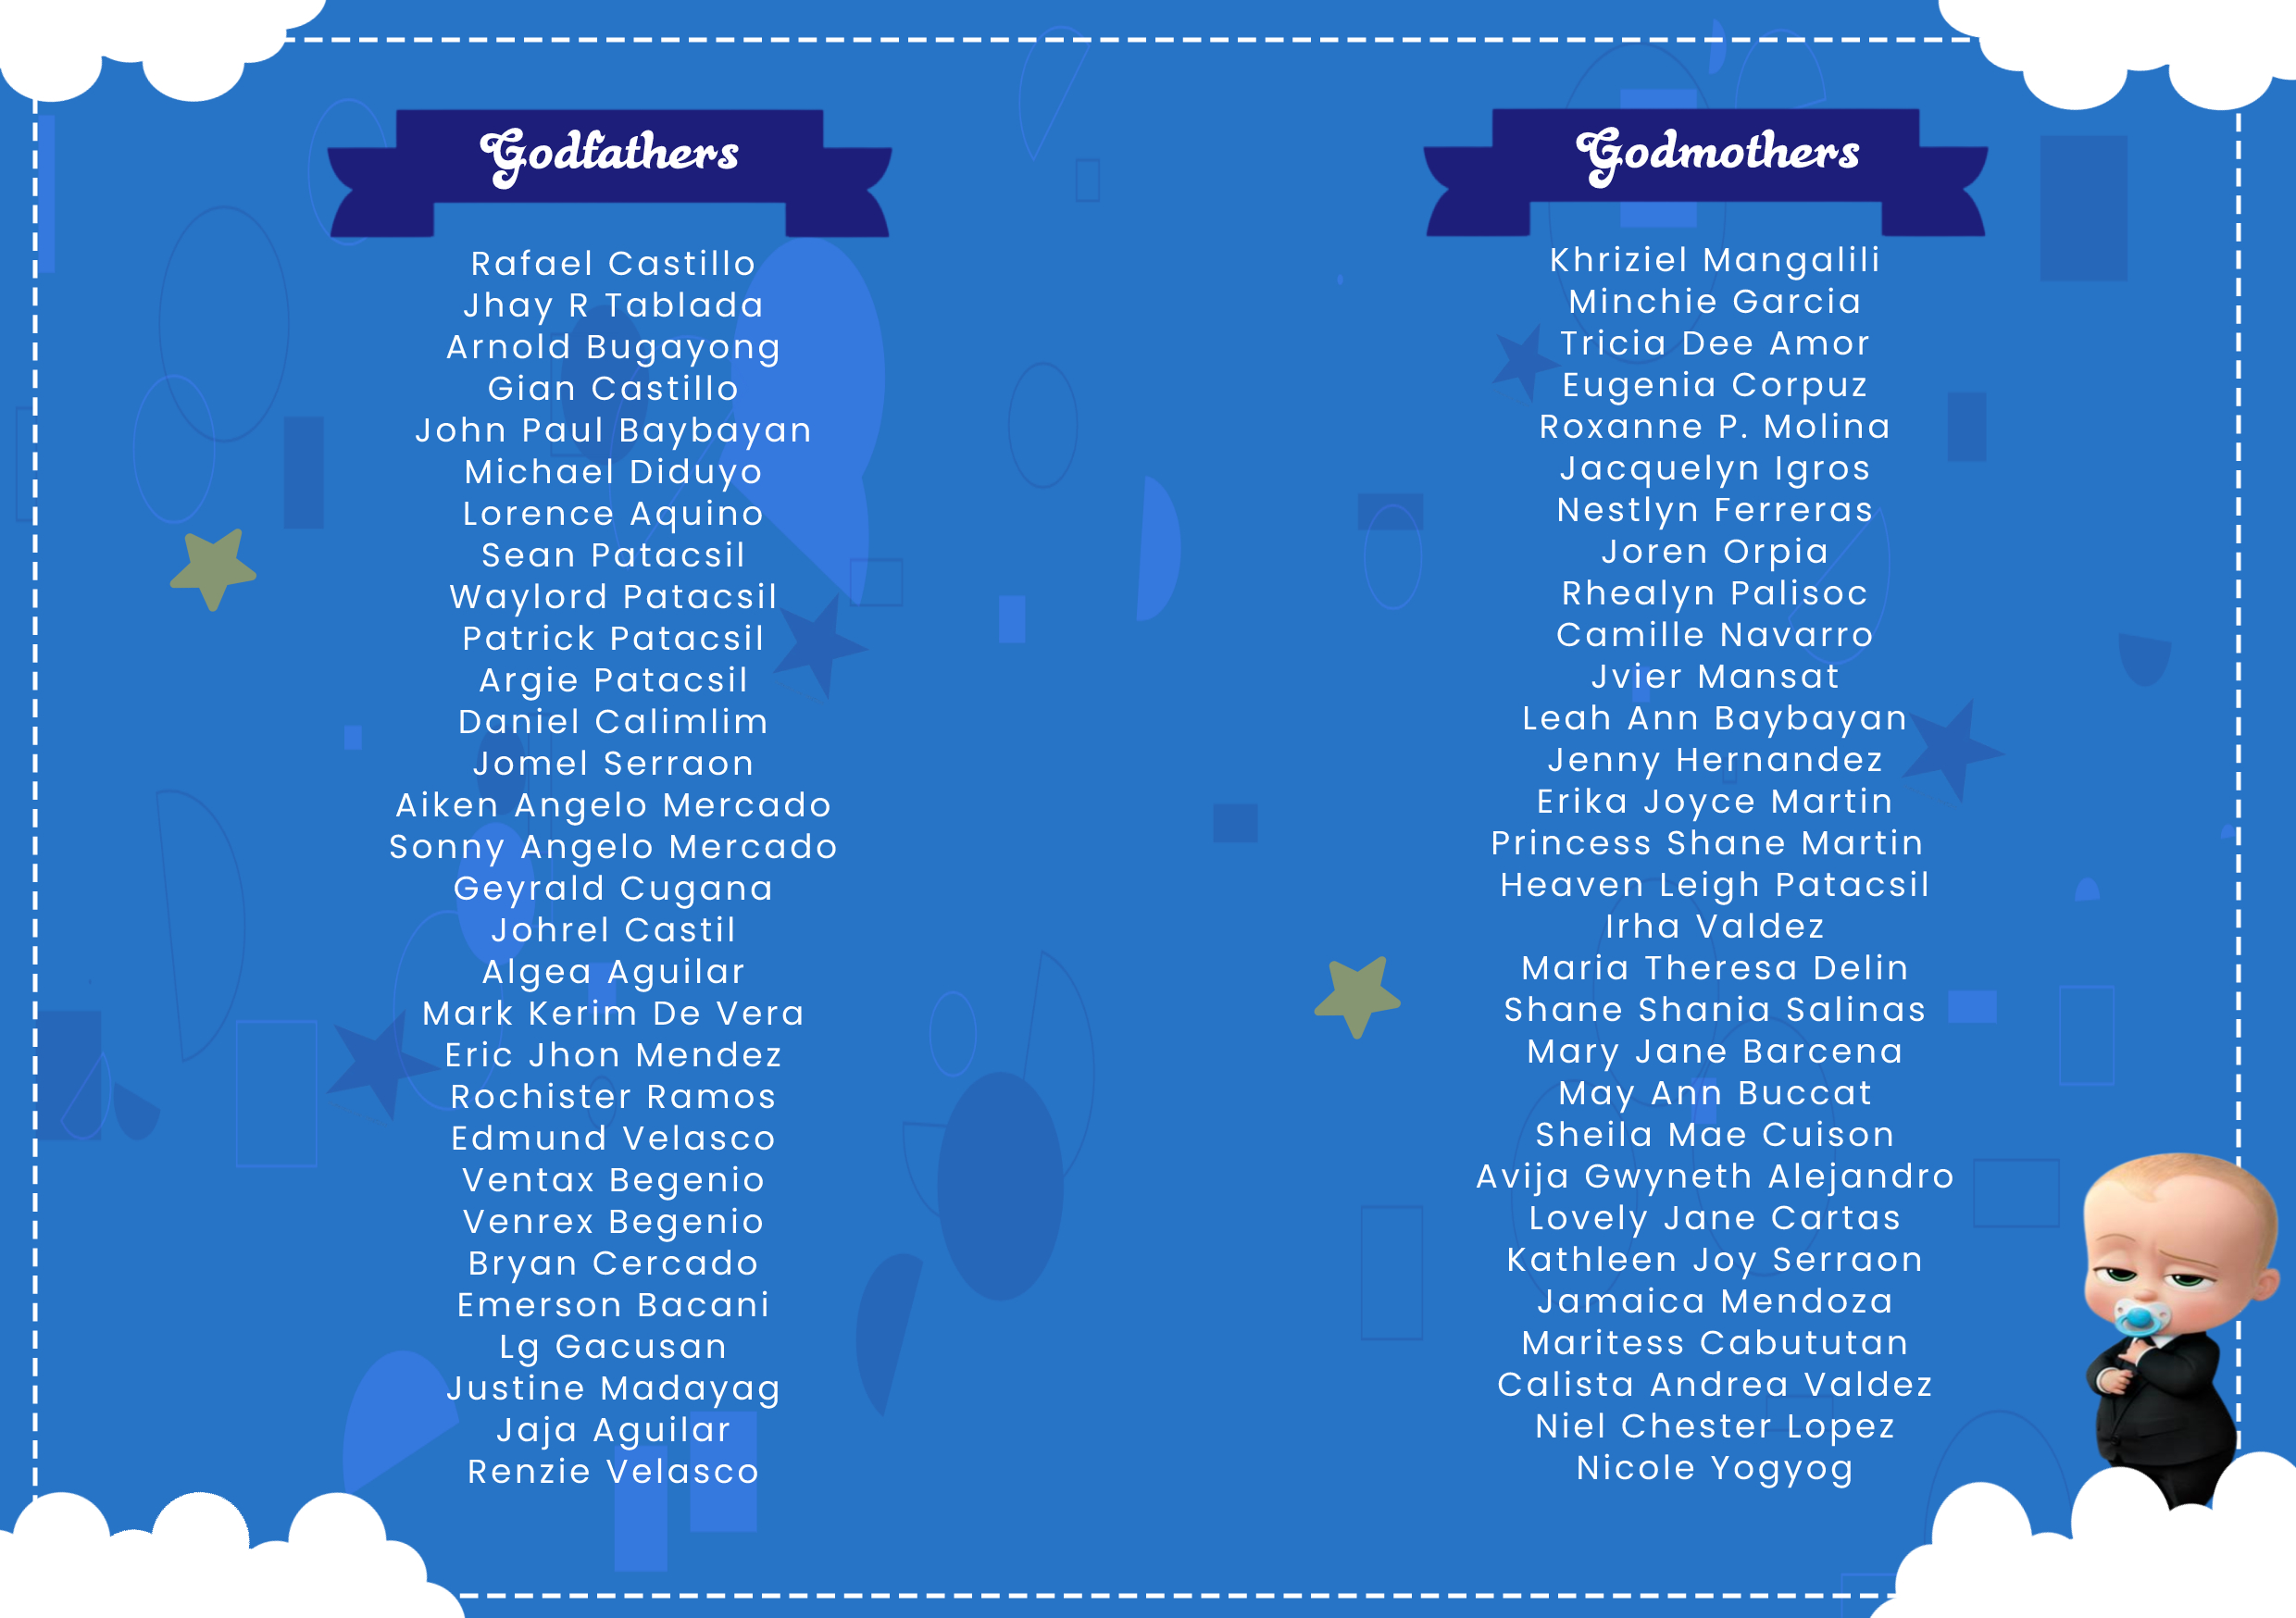 Godfathers
Rafael Castillo
Jhay R Tablada
Arnold Bugayong
Gian Castillo
John Paul Baybayan
Michael Diduyo
Lorence Aquino
Sean Patacsil
Waylord Patacsil
Patrick Patacsil
Argie Patacsil
Daniel Calimlim
Jomel Serraon
Aiken Angelo Mercado
Sonny Angelo Mercado
Geyrald Cugana
Johrel Castil
Algea Aguilar
Mark Kerim De Vera
Eric Jhon Mendez
Rochister Ramos
Edmund Velasco
Ventax Begenio
Venrex Begenio
Bryan Cercado
Emerson Bacani
Lg Gacusan
Justine Madayag
Jaja Aguilar
Renzie Velasco
Godmothers
Khriziel Mangalili
Minchie Garcia
Tricia Dee Amor
Eugenia Corpuz
Roxanne P. Molina
Jacquelyn Igros
Nestlyn Ferreras
Joren Orpia
Rhealyn Palisoc
Camille Navarro
Jvier Mansat
Leah Ann Baybayan
Jenny Hernandez
Erika Joyce Martin
Princess Shane Martin
Heaven Leigh Patacsil
Irha Valdez
Maria Theresa Delin
Shane Shania Salinas
Mary Jane Barcena
May Ann Buccat
Sheila Mae Cuison
Avija Gwyneth Alejandro
Lovely Jane Cartas
Kathleen Joy Serraon
Jamaica Mendoza
Maritess Cabututan
Calista Andrea Valdez
Niel Chester Lopez
Nicole Yogyog